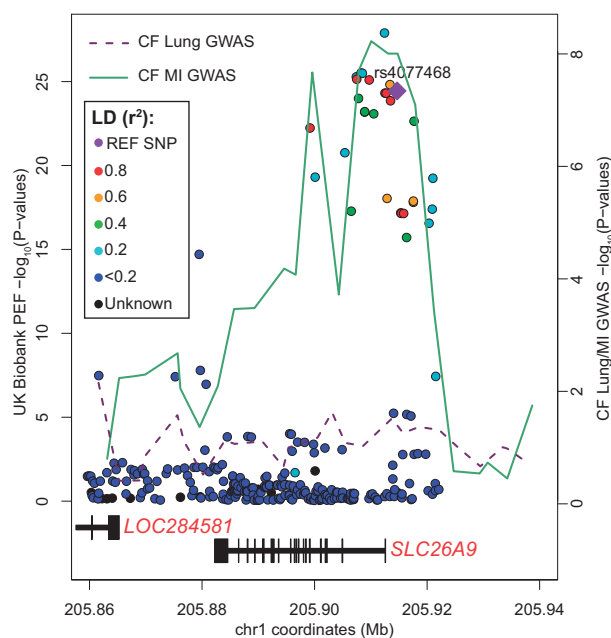 CF Lung GWAS
CF MI GWAS
rs4077468
LD (r²):
REF SNP
0.8
0.6
0.4
0.2
<0.2
Unknown
UK Biobank PEF −log₁₀(P−values)
0
5
10
15
20
25
CF Lung/MI GWAS −log₁₀(P−values)
0
2
4
6
8
LOC284581
SLC26A9
205.86
205.88
205.90
205.92
205.94
chr1 coordinates (Mb)